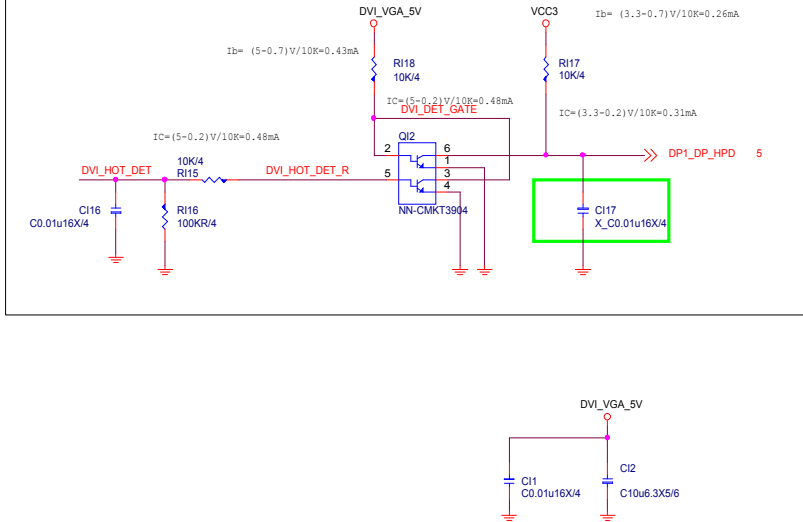 DVI_VGA_5V
VCC3
Ib= (3.3-0.7)V/10K=0.26mA
Ib= (5-0.7)V/10K=0.43mA
RI18
10K/4
RI17
10K/4
IC=(5-0.2)V/10K=0.48mA
DVI_DET_GATE
IC=(3.3-0.2)V/10K=0.31mA
IC=(5-0.2)V/10K=0.48mA
QI2
2
6
1
DP1_DP_HPD
5
DVI_HOT_DET
10K/4
RI15
DVI_HOT_DET_R
5
3
4
CI16
C0.01u16X/4
RI16
100KR/4
NN-CMKT3904
CI17
X_C0.01u16X/4
DVI_VGA_5V
CI1
C0.01u16X/4
CI2
C10u6.3X5/6